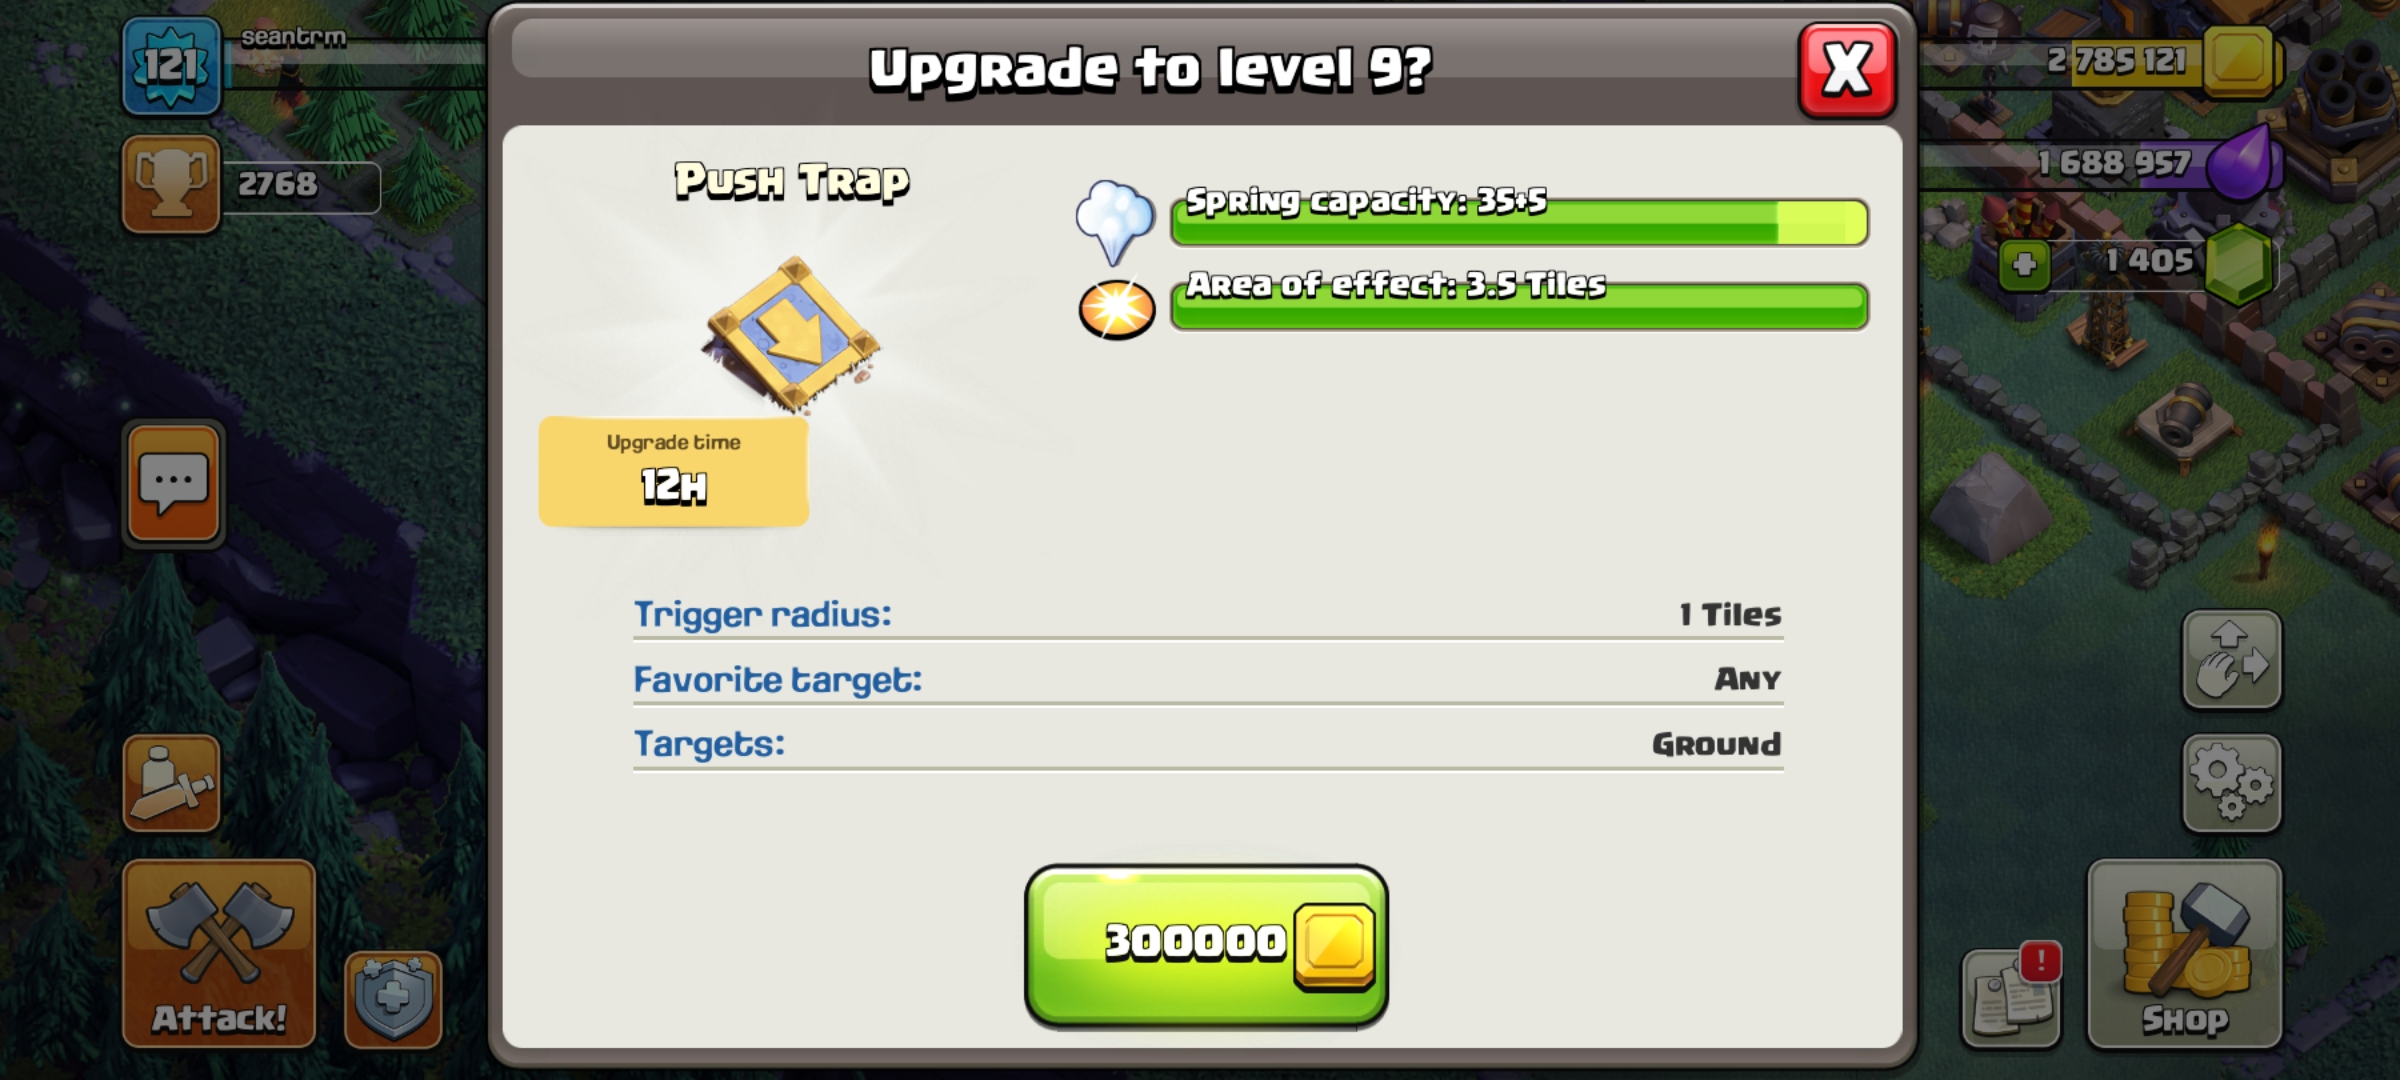 121
seantrm
2768
Upgrade to level 9?
X
2 785 121
1 688 957
1 405
Push Trap
Spring capacity: 35+5
Area of effect: 3.5 Tiles
Upgrade time
12H
Trigger radius:
1 Tiles
Favorite target:
Any
Targets:
Ground
300000
Attack!
!
Shop